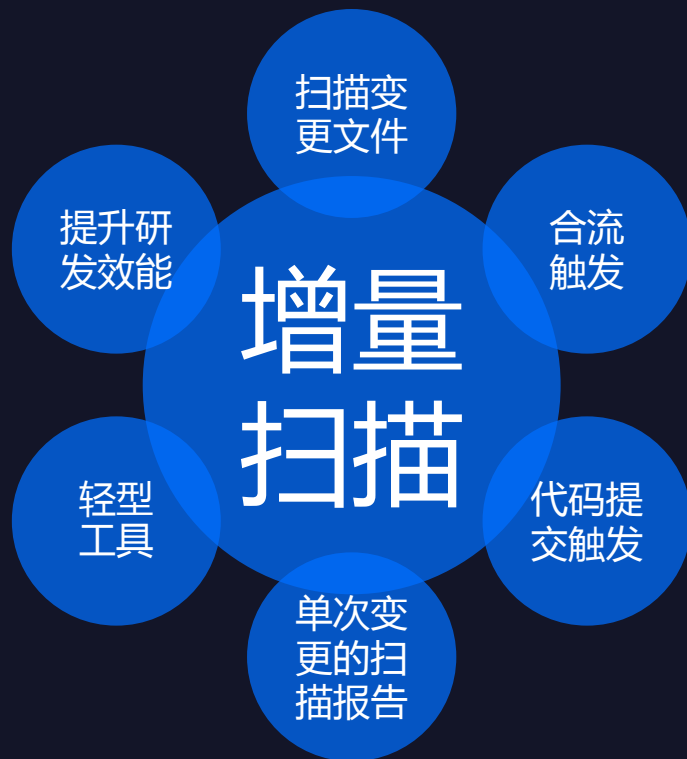 扫描变
更文件
提升研
发效能
合流
触发
增量
扫描
轻型
工具
代码提
交触发
单次变
更的扫
描报告